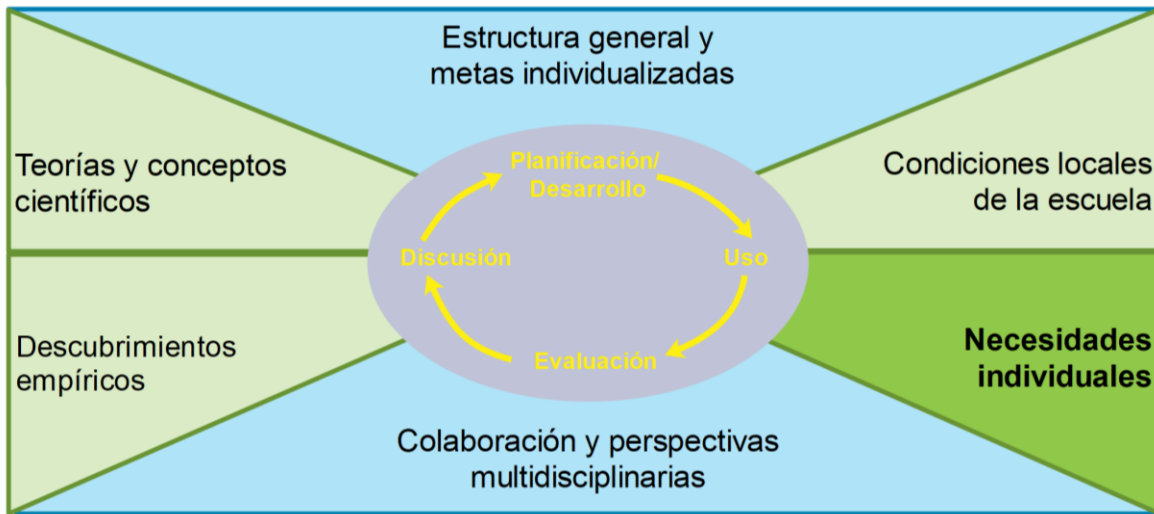 Estructura general y
metas individualizadas
Teorías y conceptos
científicos
Condiciones locales
de la escuela
Planificación/
Desarrollo
Discusión
Uso
Evaluación
Descubrimientos
empíricos
Necesidades
individuales
Colaboración y perspectivas
multidisciplinarias